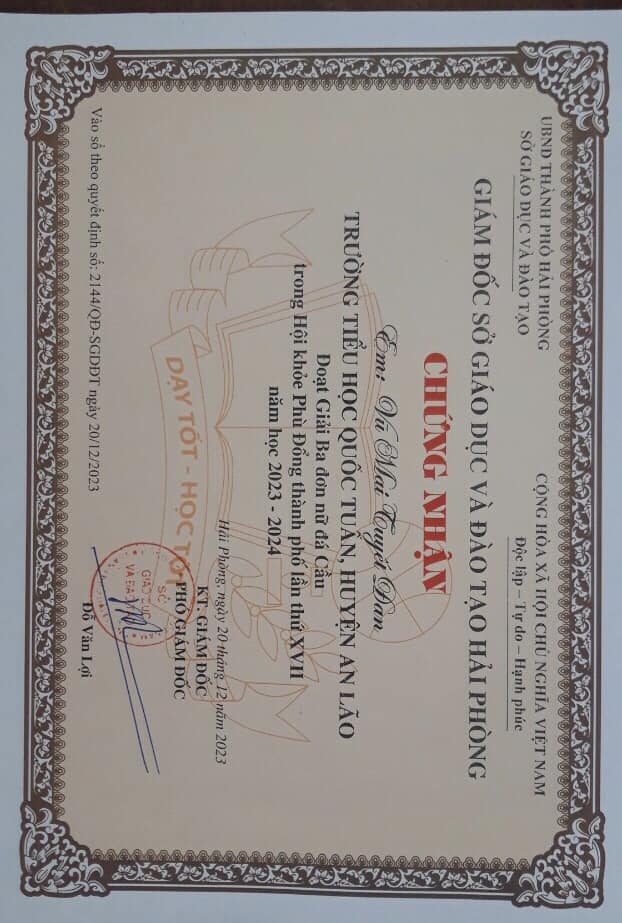 UBND THÀNH PHỐ HẢI PHÒNG
SỞ GIÁO DỤC VÀ ĐÀO TẠO
CỘNG HÒA XÃ HỘI CHỦ NGHĨA VIỆT NAM
Độc lập – Tự do – Hạnh phúc
GIÁM ĐỐC SỞ GIÁO DỤC VÀ ĐÀO TẠO HẢI PHÒNG
CHỨNG NHẬN
Em: Vũ Mai Tuyết Đan
TRƯỜNG TIỂU HỌC QUỐC TUẤN, HUYỆN AN LÃO
Đoạt Giải Ba đơn nữ đá Cầu
trong Hội khỏe Phù Đổng thành phố lần thứ XVII
năm học 2023 - 2024
DẠY TỐT - HỌC TỐT
Hải Phòng, ngày 20 tháng 12 năm 2023
KT. GIÁM ĐỐC
PHÓ GIÁM ĐỐC
SỞ
GIÁO DỤC
VÀ ĐÀO
Đỗ Văn Lợi
Vào sổ theo quyết định số: 2144/QĐ-SGDĐT ngày 20/12/2023